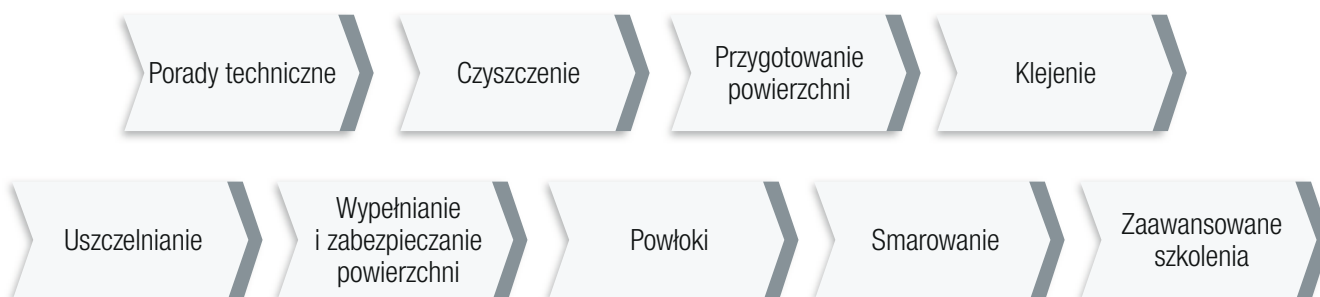 Porady techniczne
Czyszczenie
Przygotowanie
powierzchni
Klejenie
Uszczelnianie
Wypełnianie
i zabezpieczanie
powierzchni
Powłoki
Smarowanie
Zaawansowane
szkolenia